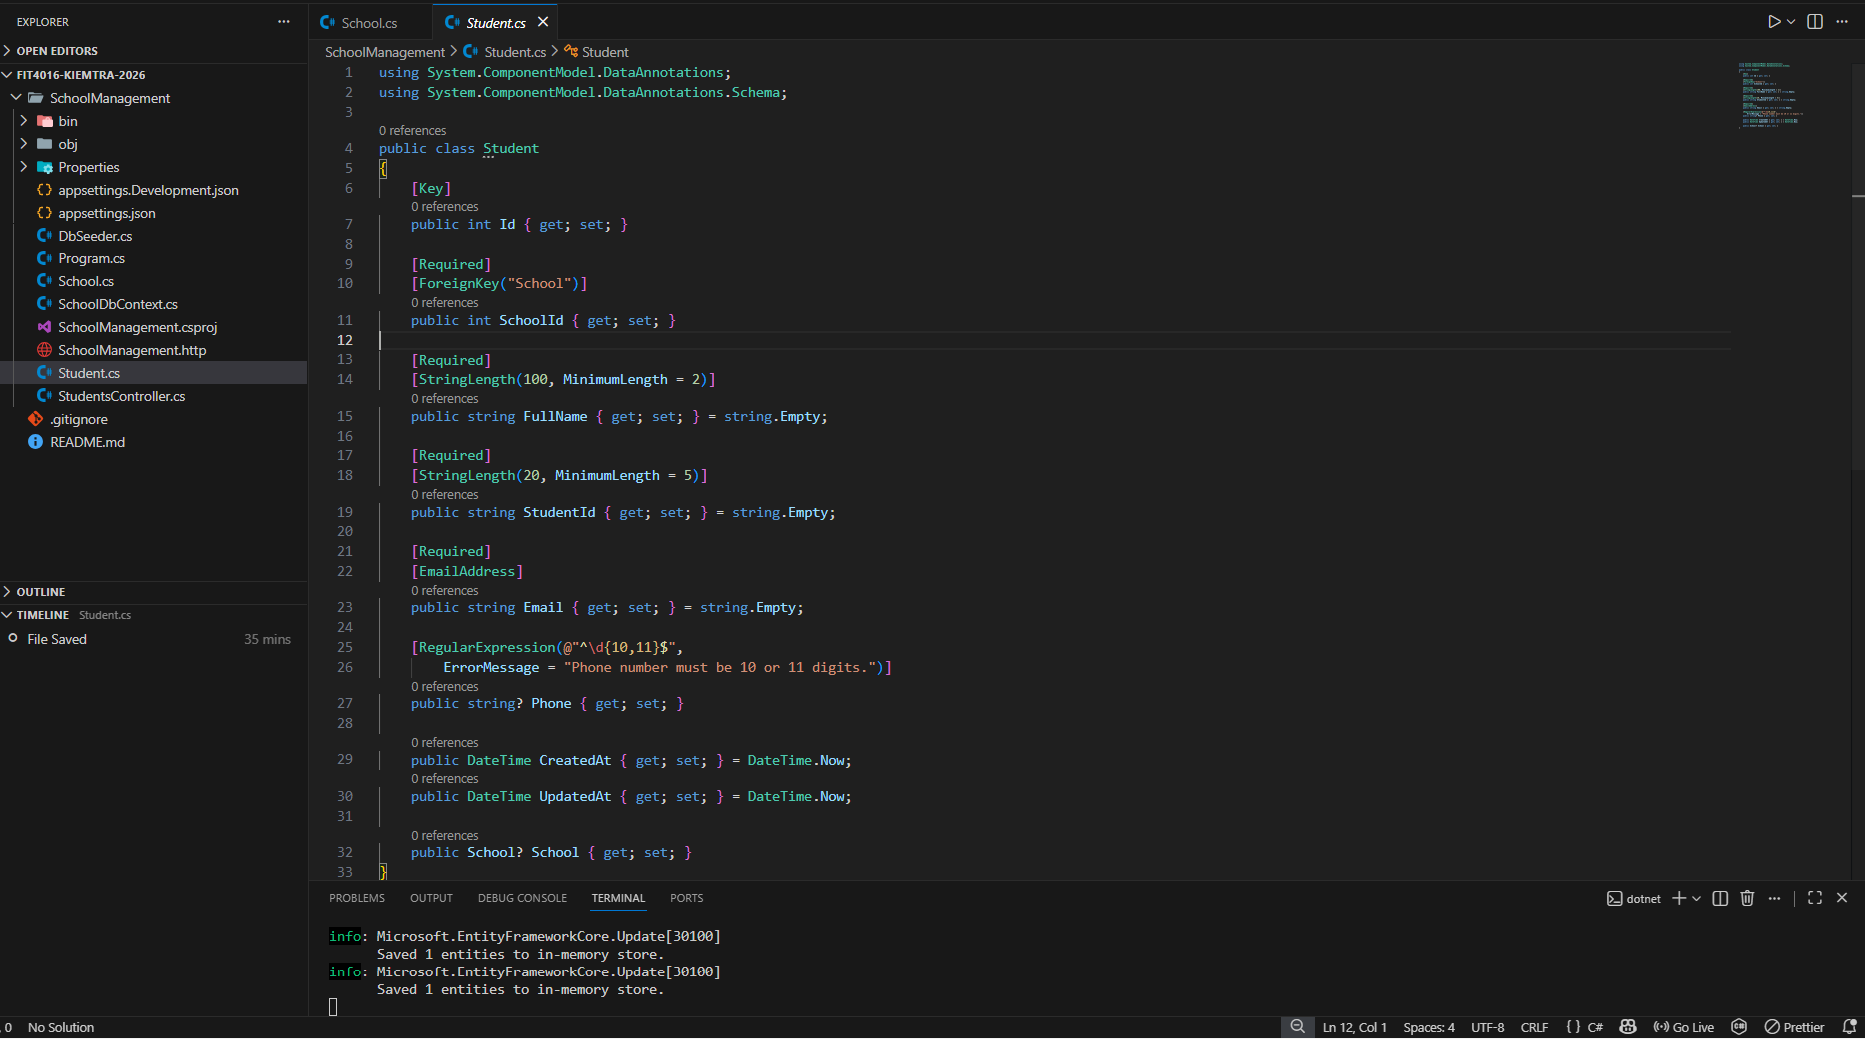 EXPLORER
OPEN EDITORS
FIT4016-KIEMTRA-2026
SchoolManagement
bin
obj
Properties
appsettings.Development.json
appsettings.json
DbSeeder.cs
Program.cs
School.cs
SchoolDbContext.cs
SchoolManagement.csproj
SchoolManagement.http
Student.cs
StudentsController.cs
.gitignore
README.md
OUTLINE
TIMELINE Student.cs
File Saved 35 mins
School.cs Student.cs
SchoolManagement > Student.cs > Student
1 using System.ComponentModel.DataAnnotations;
2 using System.ComponentModel.DataAnnotations.Schema;
3
0 references
4 public class Student
5 {
6 [Key]
0 references
7 public int Id { get; set; }
8
9 [Required]
10 [ForeignKey("School")]
0 references
11 public int SchoolId { get; set; }
12
13 [Required]
14 [StringLength(100, MinimumLength = 2)]
0 references
15 public string FullName { get; set; } = string.Empty;
16
17 [Required]
18 [StringLength(20, MinimumLength = 5)]
0 references
19 public string StudentId { get; set; } = string.Empty;
20
21 [Required]
22 [EmailAddress]
0 references
23 public string Email { get; set; } = string.Empty;
24
25 [RegularExpression(@"^\d{10,11}$",
26 ErrorMessage = "Phone number must be 10 or 11 digits.")]
0 references
27 public string? Phone { get; set; }
28
0 references
29 public DateTime CreatedAt { get; set; } = DateTime.Now;
0 references
30 public DateTime UpdatedAt { get; set; } = DateTime.Now;
31
0 references
32 public School? School { get; set; }
33 }
PROBLEMS OUTPUT DEBUG CONSOLE TERMINAL PORTS
dotnet
info: Microsoft.EntityFrameworkCore.Update[30100]
Saved 1 entities to in-memory store.
info: Microsoft.EntityFrameworkCore.Update[30100]
Saved 1 entities to in-memory store.
0 No Solution
Ln 12, Col 1 Spaces: 4 UTF-8 CRLF { } C# Go Live Prettier